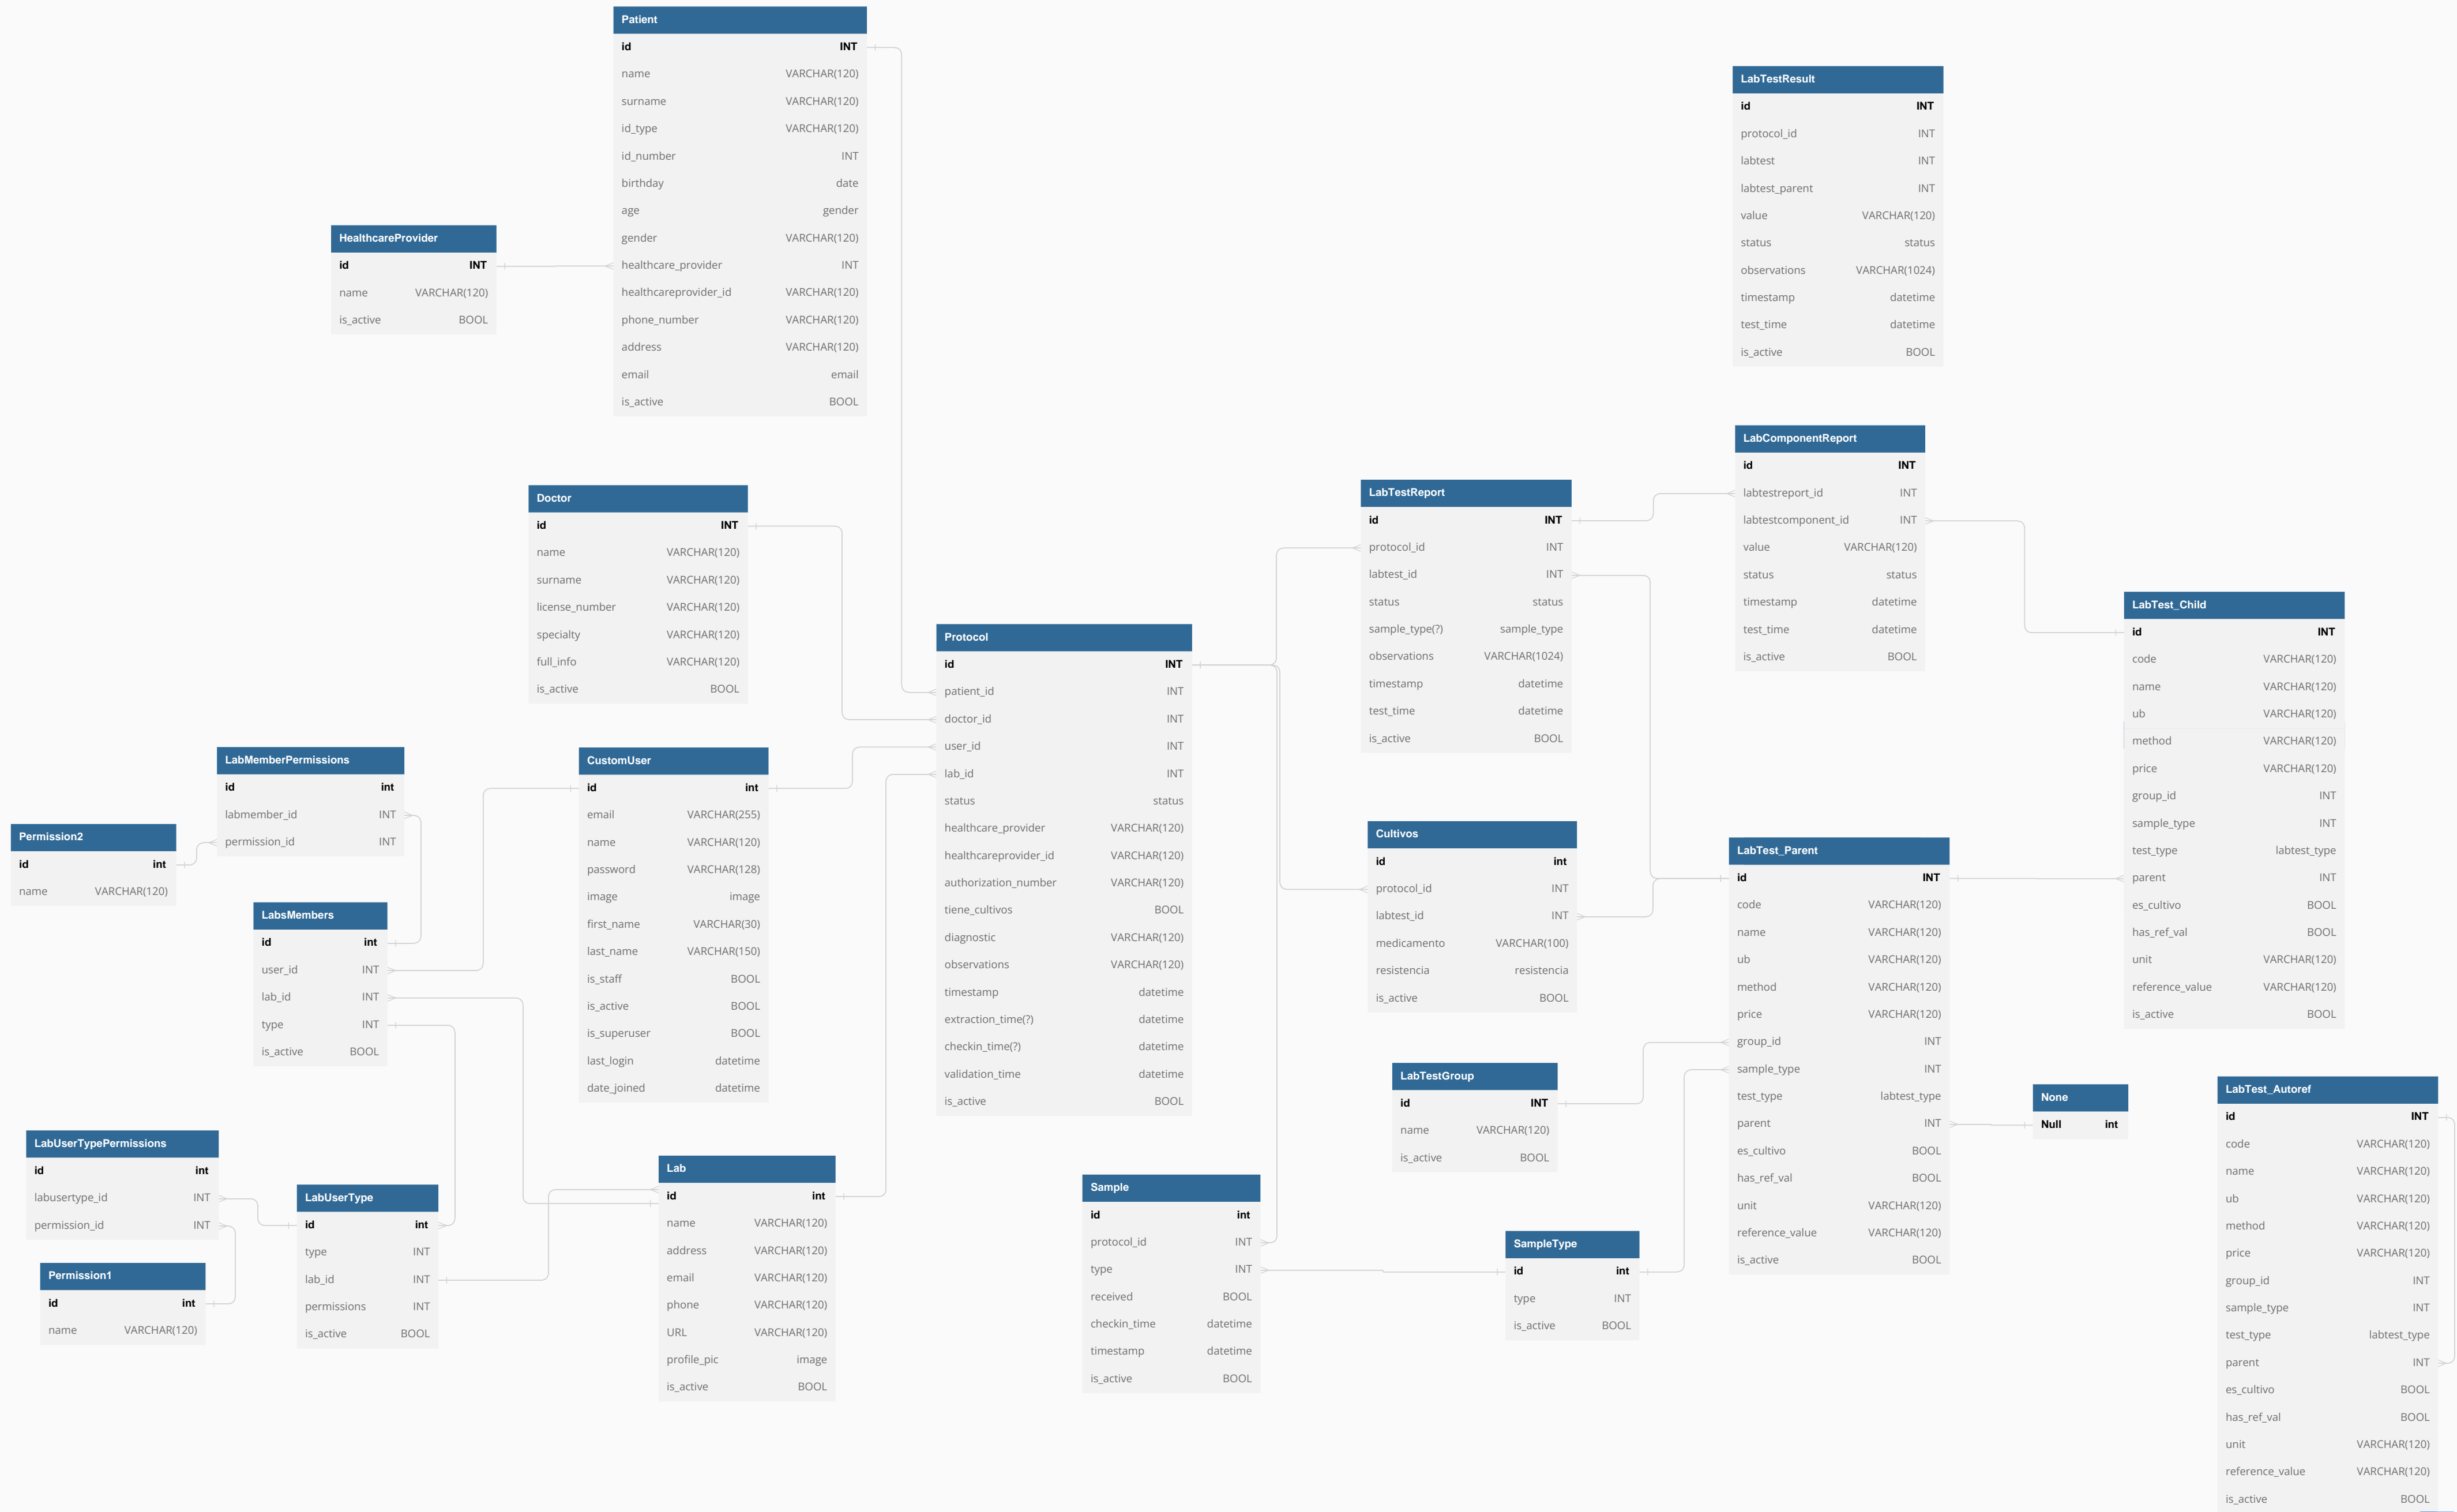 Patient
id INT
name VARCHAR(120)
surname VARCHAR(120)
id_type VARCHAR(120)
id_number INT
birthday date
age gender
gender VARCHAR(120)
healthcare_provider INT
healthcareprovider_id VARCHAR(120)
phone_number VARCHAR(120)
address VARCHAR(120)
email email
is_active BOOL
LabTestResult
id INT
protocol_id INT
labtest INT
labtest_parent INT
value VARCHAR(120)
status status
observations VARCHAR(1024)
timestamp datetime
test_time datetime
is_active BOOL
HealthcareProvider
id INT
name VARCHAR(120)
is_active BOOL
Doctor
id INT
name VARCHAR(120)
surname VARCHAR(120)
license_number VARCHAR(120)
specialty VARCHAR(120)
full_info VARCHAR(120)
is_active BOOL
LabTestReport
id INT
protocol_id INT
labtest_id INT
status status
sample_type(?) sample_type
observations VARCHAR(1024)
timestamp datetime
test_time datetime
is_active BOOL
LabComponentReport
id INT
labtestreport_id INT
labtestcomponent_id INT
value VARCHAR(120)
status status
timestamp datetime
test_time datetime
is_active BOOL
LabTest_Child
id INT
code VARCHAR(120)
name VARCHAR(120)
ub VARCHAR(120)
method VARCHAR(120)
price VARCHAR(120)
group_id INT
sample_type INT
test_type labtest_type
parent INT
es_cultivo BOOL
has_ref_val BOOL
unit VARCHAR(120)
reference_value VARCHAR(120)
is_active BOOL
Protocol
id INT
patient_id INT
doctor_id INT
user_id INT
lab_id INT
status status
healthcare_provider VARCHAR(120)
healthcareprovider_id VARCHAR(120)
authorization_number VARCHAR(120)
tiene_cultivos BOOL
diagnostic VARCHAR(120)
observations VARCHAR(120)
timestamp datetime
extraction_time(?) datetime
checkin_time(?) datetime
validation_time datetime
is_active BOOL
LabMemberPermissions
id int
labmember_id INT
permission_id INT
Permission2
id int
name VARCHAR(120)
LabsMembers
id int
user_id INT
lab_id INT
type INT
is_active BOOL
CustomUser
id int
email VARCHAR(255)
name VARCHAR(120)
password VARCHAR(128)
image image
first_name VARCHAR(30)
last_name VARCHAR(150)
is_staff BOOL
is_active BOOL
is_superuser BOOL
last_login datetime
date_joined datetime
Cultivos
id int
protocol_id INT
labtest_id INT
medicamento VARCHAR(100)
resistencia resistencia
is_active BOOL
LabTest_Parent
id INT
code VARCHAR(120)
name VARCHAR(120)
ub VARCHAR(120)
method VARCHAR(120)
price VARCHAR(120)
group_id INT
sample_type INT
test_type labtest_type
parent INT
es_cultivo BOOL
has_ref_val BOOL
unit VARCHAR(120)
reference_value VARCHAR(120)
is_active BOOL
LabTestGroup
id INT
name VARCHAR(120)
is_active BOOL
None
Null int
LabTest_Autoref
id INT
code VARCHAR(120)
name VARCHAR(120)
ub VARCHAR(120)
method VARCHAR(120)
price VARCHAR(120)
group_id INT
sample_type INT
test_type labtest_type
parent INT
es_cultivo BOOL
has_ref_val BOOL
unit VARCHAR(120)
reference_value VARCHAR(120)
is_active BOOL
LabUserTypePermissions
id int
labusertype_id INT
permission_id INT
Permission1
id int
name VARCHAR(120)
LabUserType
id int
type INT
lab_id INT
permissions INT
is_active BOOL
Lab
id int
name VARCHAR(120)
address VARCHAR(120)
email VARCHAR(120)
phone VARCHAR(120)
URL VARCHAR(120)
profile_pic image
is_active BOOL
Sample
id int
protocol_id INT
type INT
received BOOL
checkin_time datetime
timestamp datetime
is_active BOOL
SampleType
id int
type INT
is_active BOOL